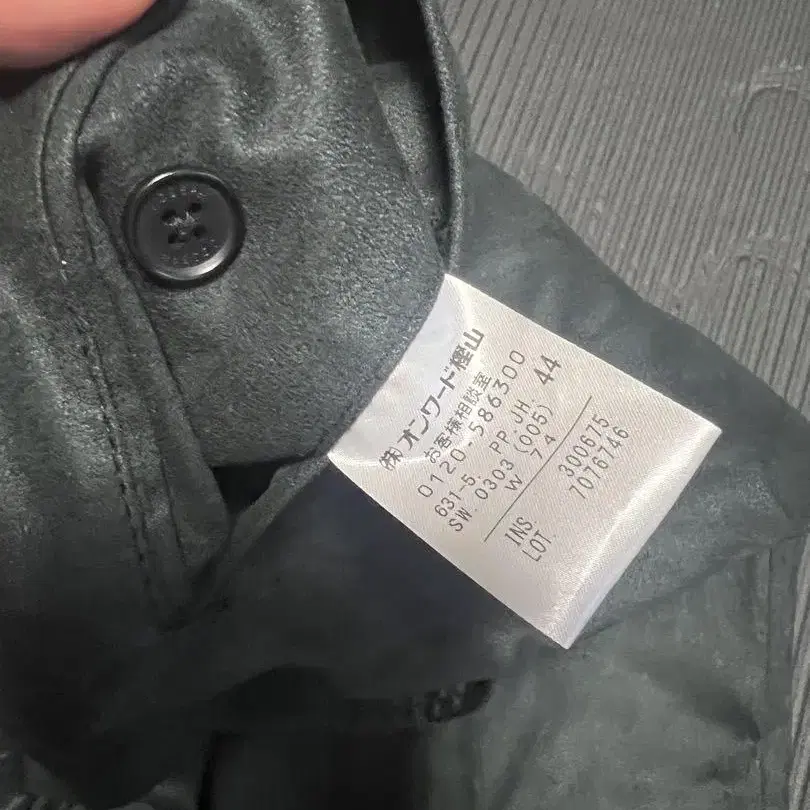 (株)オンワード樫山
お客様相談室
0120-586300
631-5. PP.JH 44
SW.0303(005)
W 74
INS 300675
LOT 7076746